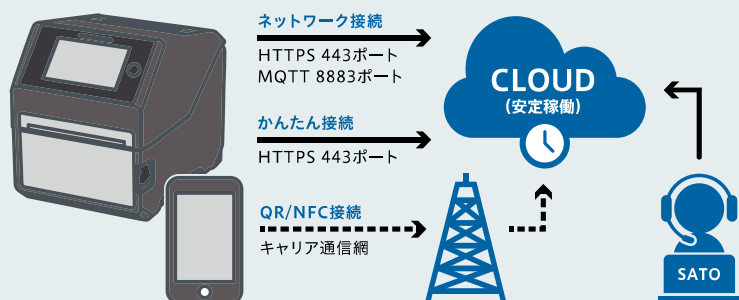 ネットワーク接続
HTTPS 443ポート
MQTT 8883ポート
CLOUD
(安定稼働)
かんたん接続
HTTPS 443ポート
QR/NFC接続
キャリア通信網
SATO